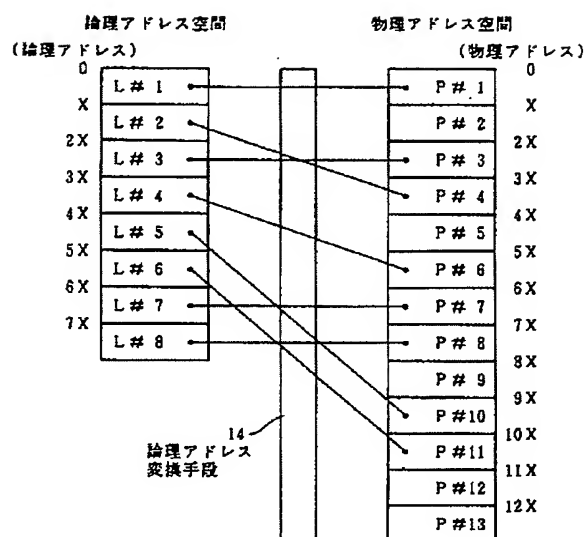 論理アドレス空間
(論理アドレス)
0
L# 1
X
L# 2
2X
L# 3
3X
L# 4
4X
L# 5
5X
L# 6
6X
L# 7
7X
L# 8
14
論理アドレス
変換手段
物理アドレス空間
(物理アドレス)
0
P# 1
X
P# 2
2X
P# 3
3X
P# 4
4X
P# 5
5X
P# 6
6X
P# 7
7X
P# 8
8X
P# 9
9X
P#10
10X
P#11
11X
P#12
12X
P#13